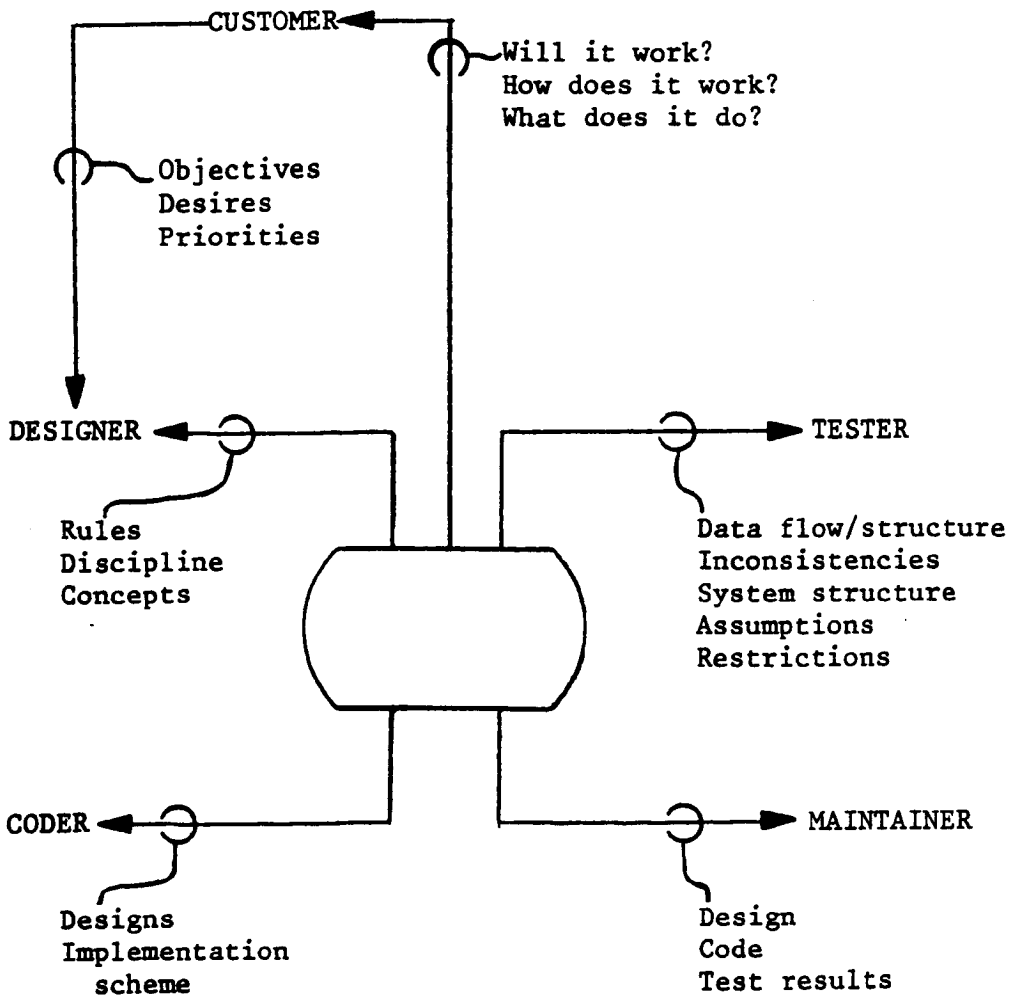 CUSTOMER
Will it work?
How does it work?
What does it do?
Objectives
Desires
Priorities
DESIGNER
TESTER
Rules
Discipline
Concepts
Data flow/structure
Inconsistencies
System structure
Assumptions
Restrictions
CODER
MAINTAINER
Designs
Implementation
scheme
Design
Code
Test results